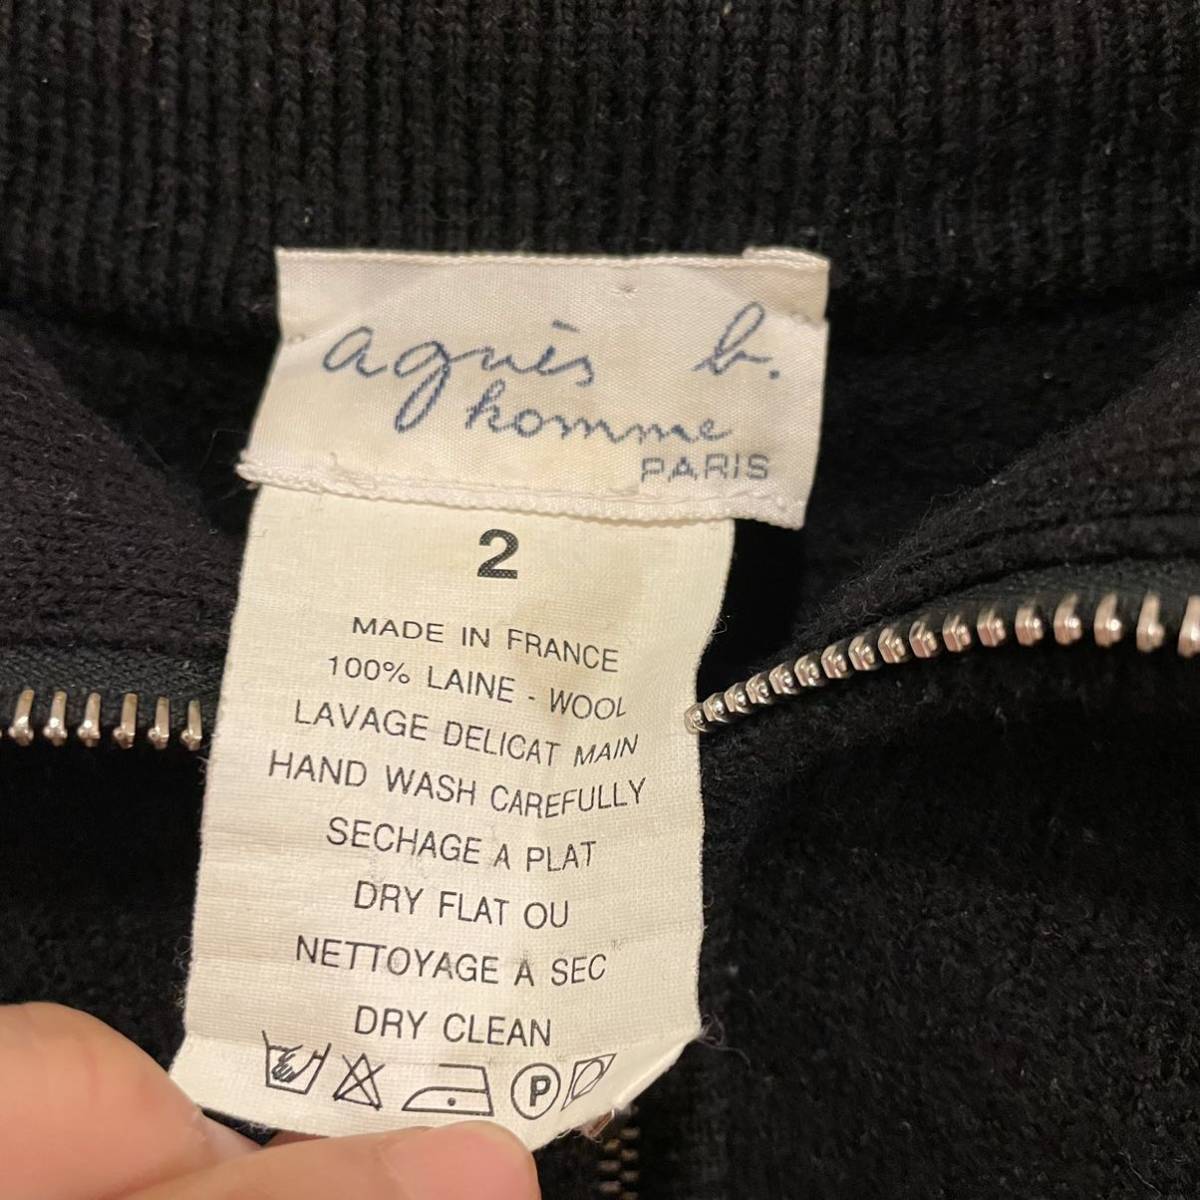 agnès b.
homme
PARIS
2
MADE IN FRANCE
100% LAINE - WOOL
LAVAGE DELICAT MAIN
HAND WASH CAREFULLY
SECHAGE A PLAT
DRY FLAT OU
NETTOYAGE A SEC
DRY CLEAN
P